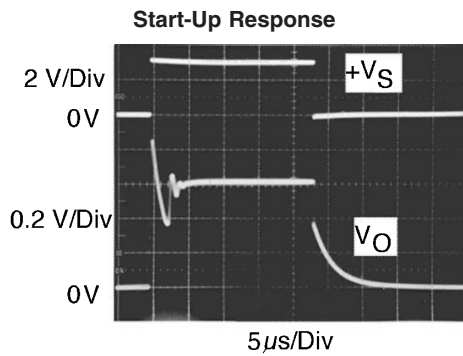 Start-Up Response
2 V/Div
+VS
0V
0.2 V/Div
VO
0V
5µs/Div